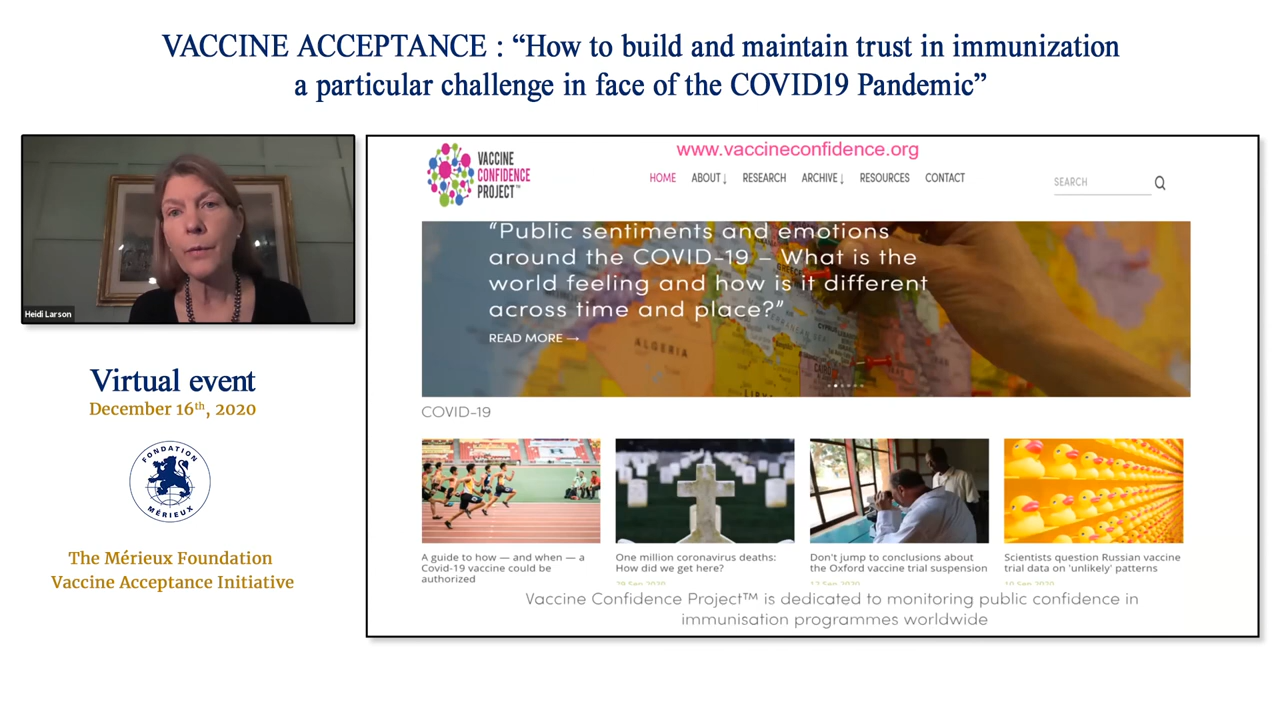 VACCINE ACCEPTANCE : “How to build and maintain trust in immunization
a particular challenge in face of the COVID19 Pandemic”
Heidi Larson
Virtual event
December 16th, 2020
FONDATION
MÉRIEUX
The Mérieux Foundation
Vaccine Acceptance Initiative
www.vaccineconfidence.org
VACCINE
CONFIDENCE
PROJECT™
HOME ABOUT↓ RESEARCH ARCHIVE↓ RESOURCES CONTACT
SEARCH
“Public sentiments and emotions
around the COVID-19 – What is the
world feeling and how is it different
across time and place?”
READ MORE →
ALGERIA
GREECE
COVID-19
A guide to how — and when — a
Covid-19 vaccine could be
authorized
One million coronavirus deaths:
How did we get here?
29 Sep 2020
Don't jump to conclusions about
the Oxford vaccine trial suspension
Scientists question Russian vaccine
trial data on 'unlikely' patterns
Vaccine Confidence Project™ is dedicated to monitoring public confidence in
immunisation programmes worldwide